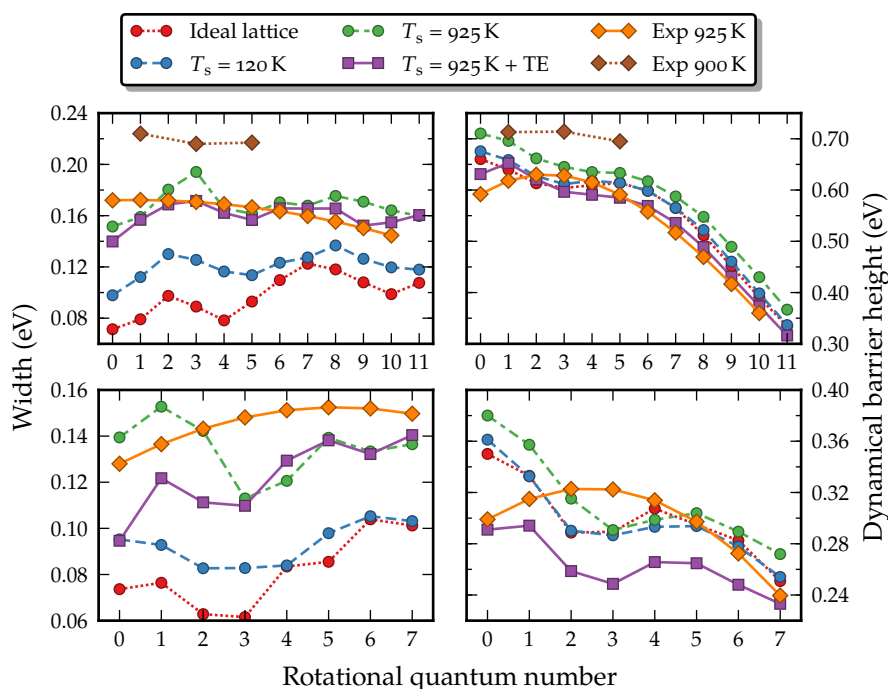 Ideal lattice
Ts = 925 K
Exp 925 K
Ts = 120 K
Ts = 925 K + TE
Exp 900 K
0.24
0.20
0.16
0.12
0.08
0 1 2 3 4 5 6 7 8 9 10 11
0.70
0.60
0.50
0.40
0.30
0 1 2 3 4 5 6 7 8 9 10 11
Width (eV)
Dynamical barrier height (eV)
0.16
0.14
0.12
0.10
0.08
0.06
0 1 2 3 4 5 6 7
0.40
0.36
0.32
0.28
0.24
0 1 2 3 4 5 6 7
Rotational quantum number